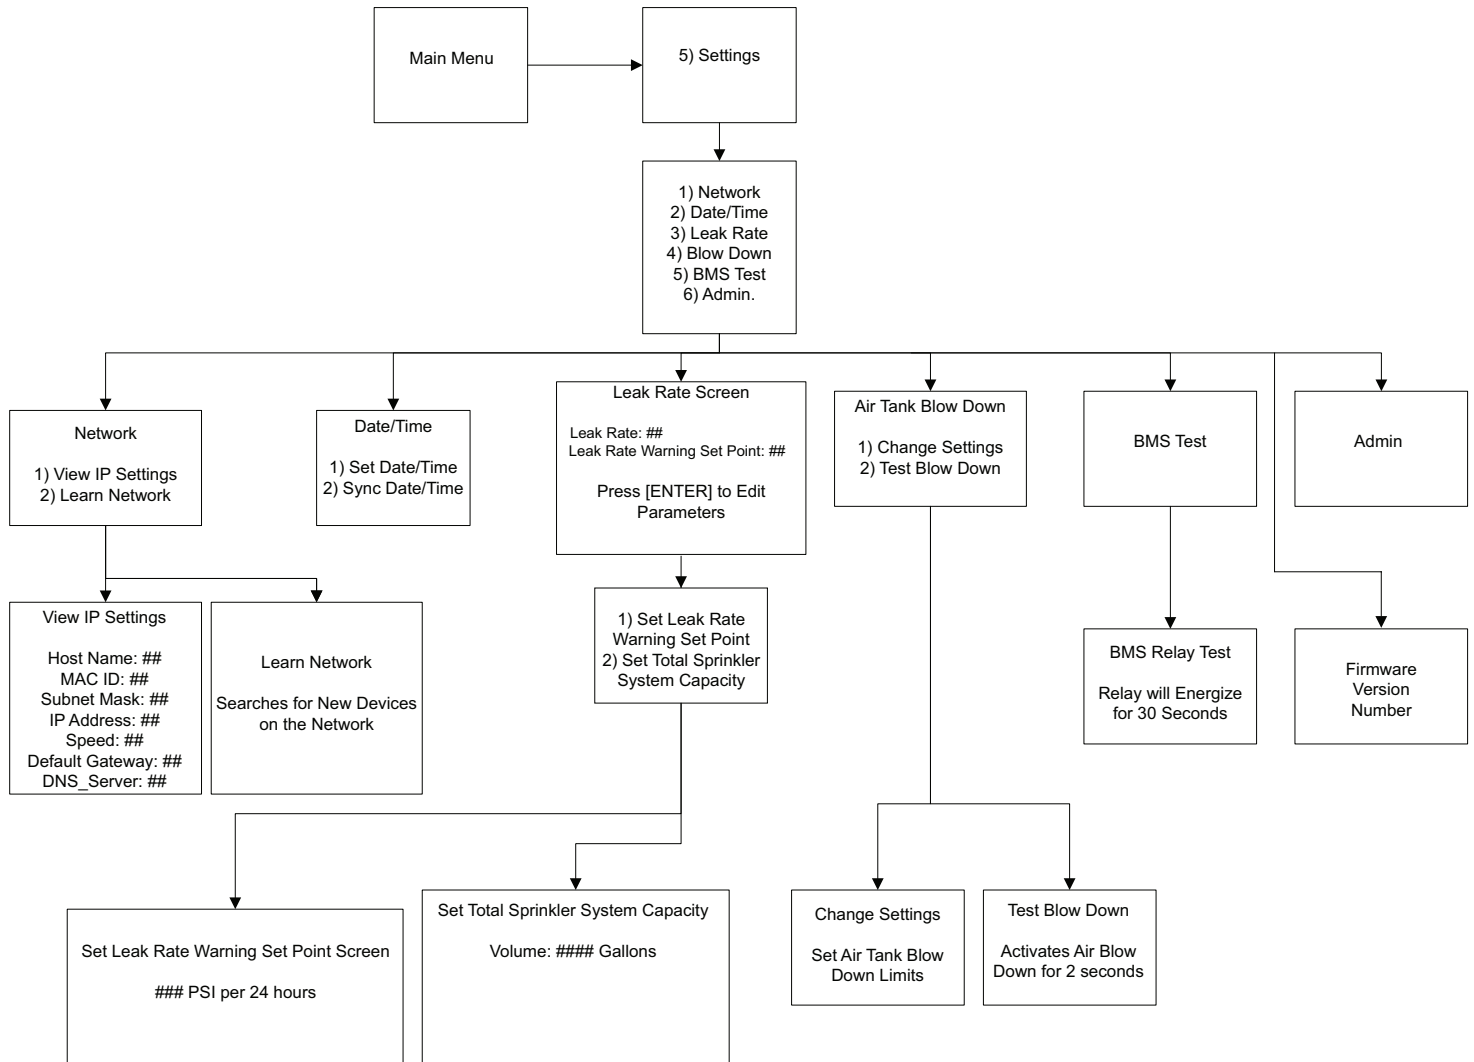 Main Menu
5) Settings
1) Network
2) Date/Time
3) Leak Rate
4) Blow Down
5) BMS Test
6) Admin.
Network
1) View IP Settings
2) Learn Network
Date/Time
1) Set Date/Time
2) Sync Date/Time
Leak Rate Screen
Leak Rate: ##
Leak Rate Warning Set Point: ##
Press [ENTER] to Edit
Parameters
Air Tank Blow Down
1) Change Settings
2) Test Blow Down
BMS Test
Admin
View IP Settings
Host Name: ##
MAC ID: ##
Subnet Mask: ##
IP Address: ##
Speed: ##
Default Gateway: ##
DNS_Server: ##
Learn Network
Searches for New Devices
on the Network
1) Set Leak Rate
Warning Set Point
2) Set Total Sprinkler
System Capacity
BMS Relay Test
Relay will Energize
for 30 Seconds
Firmware
Version
Number
Set Leak Rate Warning Set Point Screen
### PSI per 24 hours
Set Total Sprinkler System Capacity
Volume: #### Gallons
Change Settings
Set Air Tank Blow
Down Limits
Test Blow Down
Activates Air Blow
Down for 2 seconds